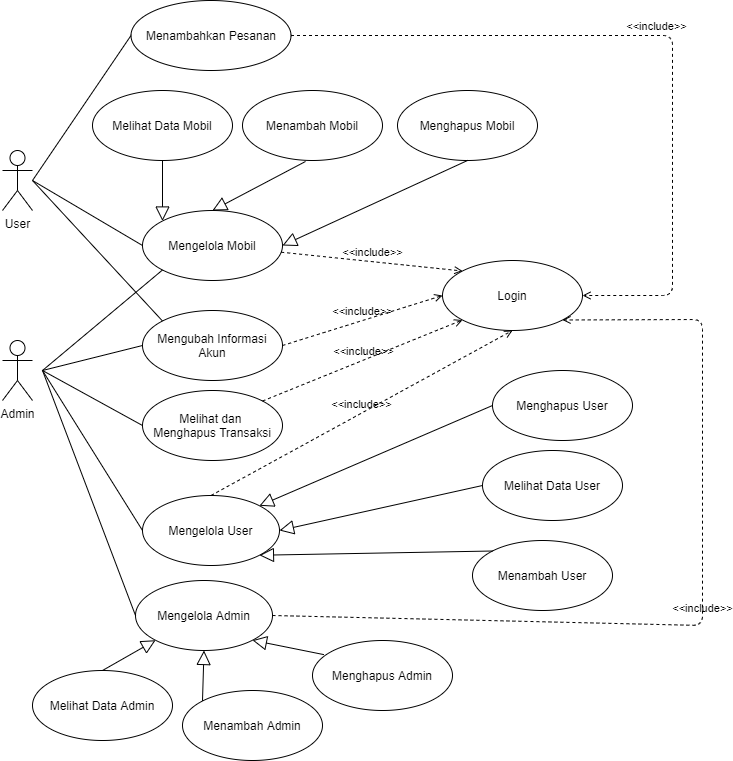 <<include>>
Menambahkan Pesanan
Melihat Data Mobil
Menambah Mobil
Menghapus Mobil
User
Mengelola Mobil
<<include>>
Login
<<include>>
Mengubah Informasi
Akun
<<include>>
Admin
Melihat dan
Menghapus Transaksi
<<include>>
Menghapus User
Melihat Data User
Mengelola User
Menambah User
<<include>>
Mengelola Admin
Menghapus Admin
Melihat Data Admin
Menambah Admin